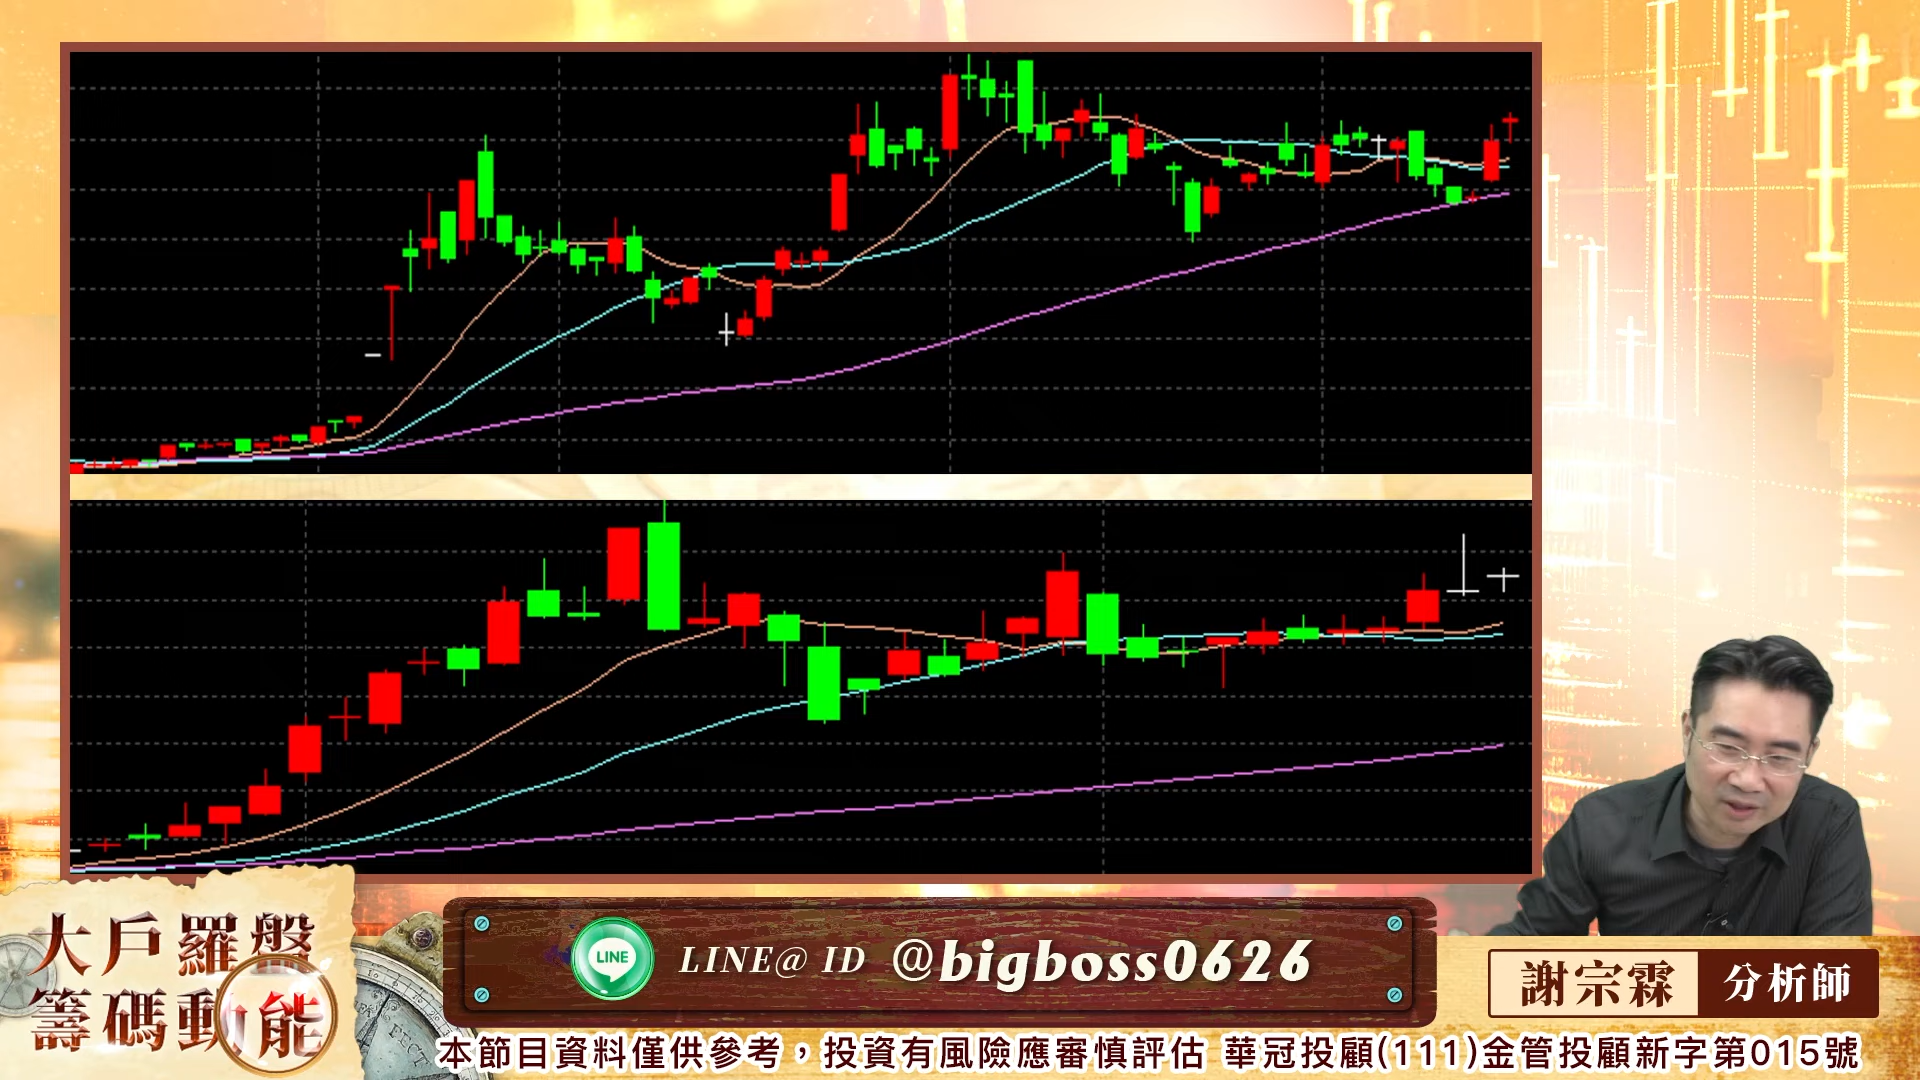 大戶羅盤
籌碼動能
LINE
LINE@ ID @bigboss0626
謝宗霖 分析師
本節目資料僅供參考，投資有風險應審慎評估 華冠投顧(111)金管投顧新字第015號